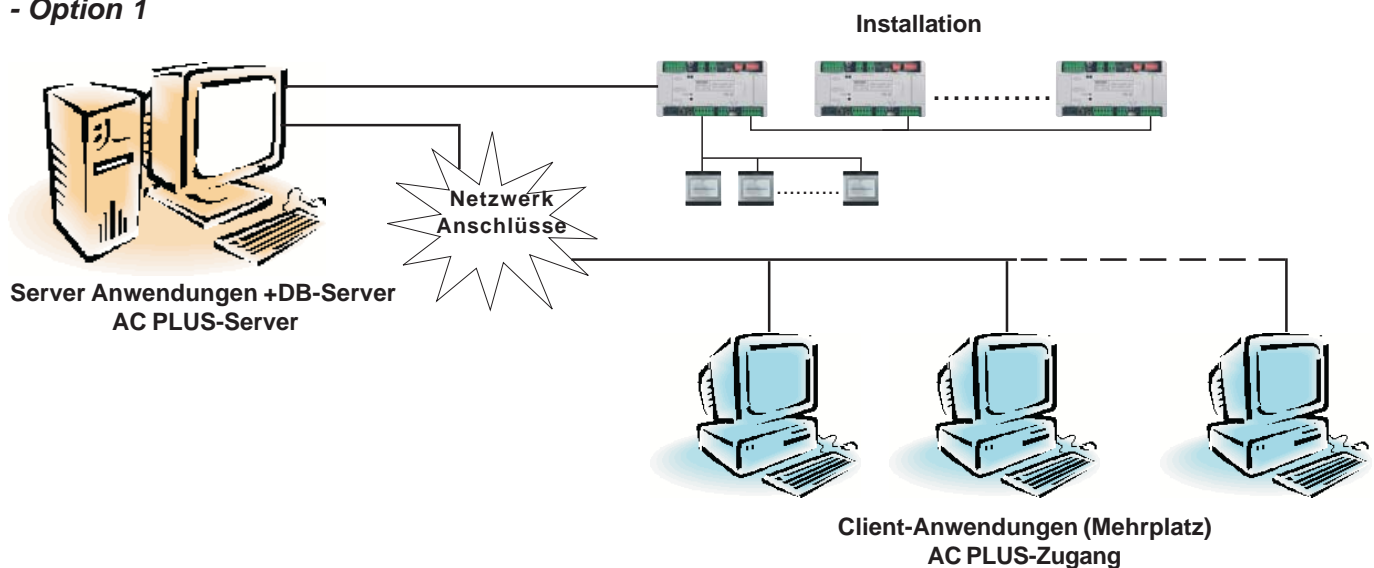 - Option 1
Installation
Netzwerk
Anschlüsse
Server Anwendungen +DB-Server
AC PLUS-Server
Client-Anwendungen (Mehrplatz)
AC PLUS-Zugang